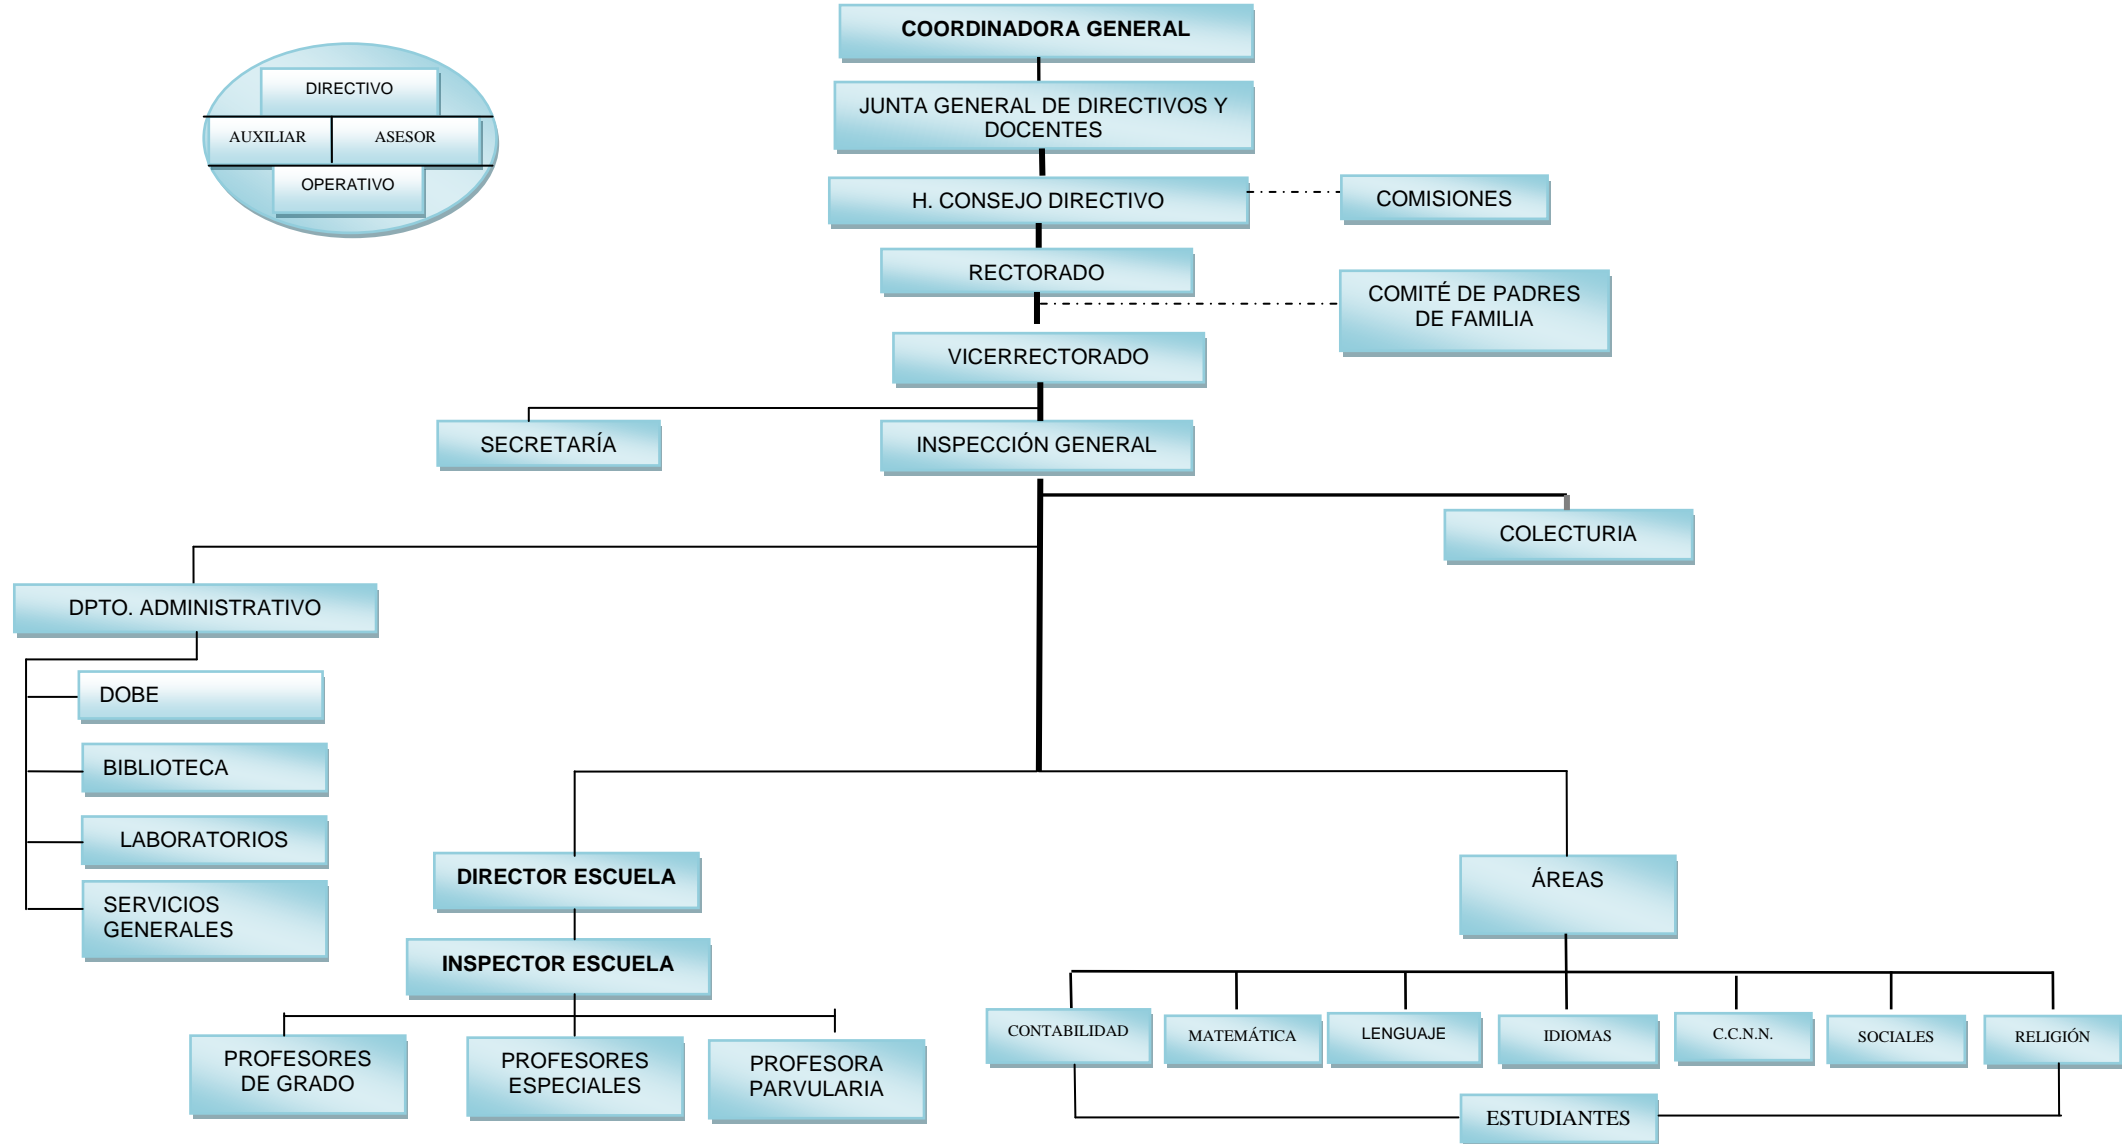 COORDINADORA GENERAL
DIRECTIVO
AUXILIAR
ASESOR
OPERATIVO
JUNTA GENERAL DE DIRECTIVOS Y
DOCENTES
H. CONSEJO DIRECTIVO
COMISIONES
RECTORADO
COMITÉ DE PADRES
DE FAMILIA
VICERRECTORADO
SECRETARÍA
INSPECCIÓN GENERAL
COLECTURIA
DPTO. ADMINISTRATIVO
DOBE
BIBLIOTECA
LABORATORIOS
SERVICIOS
GENERALES
DIRECTOR ESCUELA
INSPECTOR ESCUELA
PROFESORES
DE GRADO
PROFESORES
ESPECIALES
PROFESORA
PARVULARIA
ÁREAS
CONTABILIDAD
MATEMÁTICA
LENGUAJE
IDIOMAS
C.C.N.N.
SOCIALES
RELIGIÓN
ESTUDIANTES